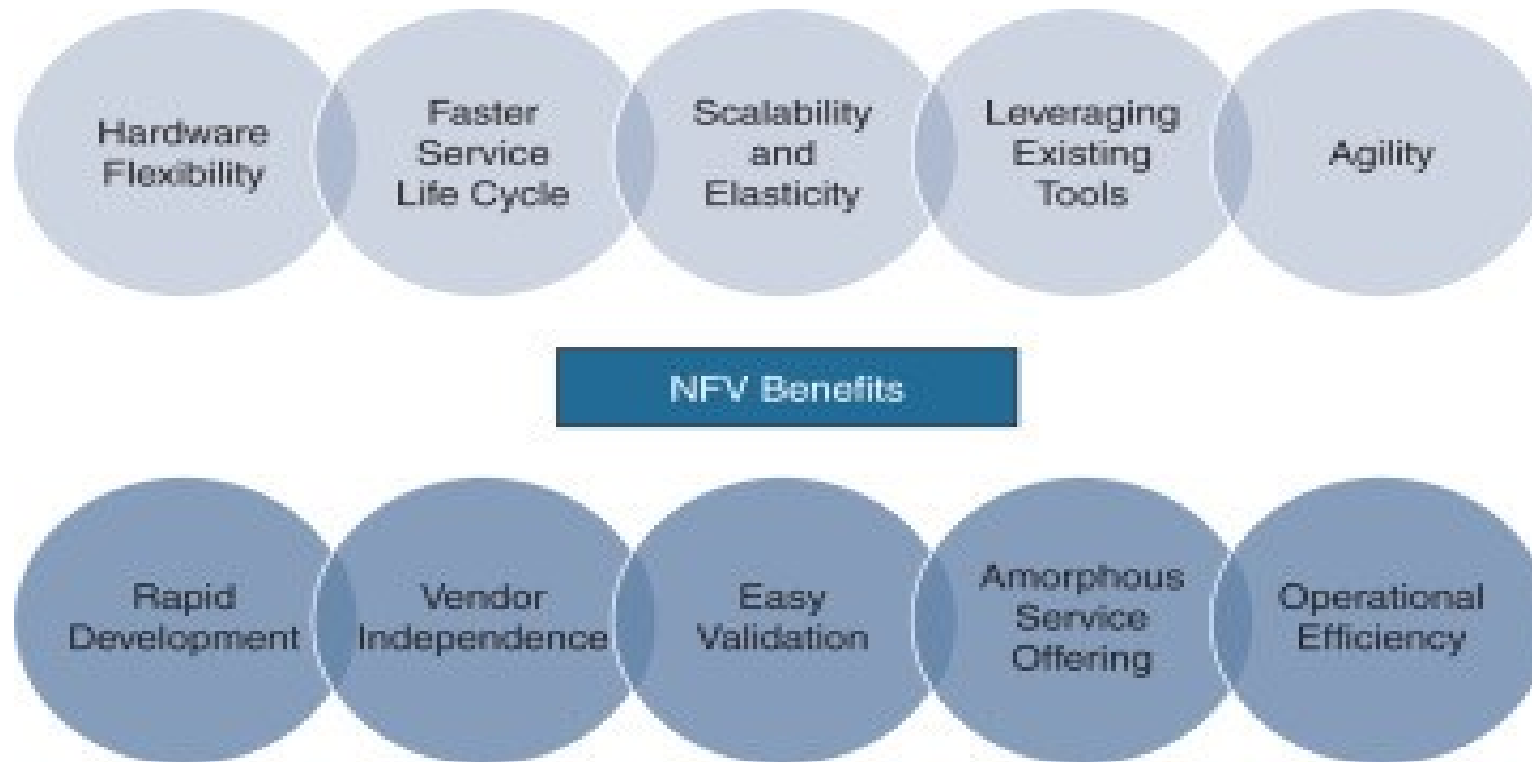 Hardware
Flexibility
Faster
Service
Life Cycle
Scalability
and
Elasticity
Leveraging
Existing
Tools
Agility
NFV Benefits
Rapid
Development
Vendor
Independence
Easy
Validation
Amorphous
Service
Offering
Operational
Efficiency